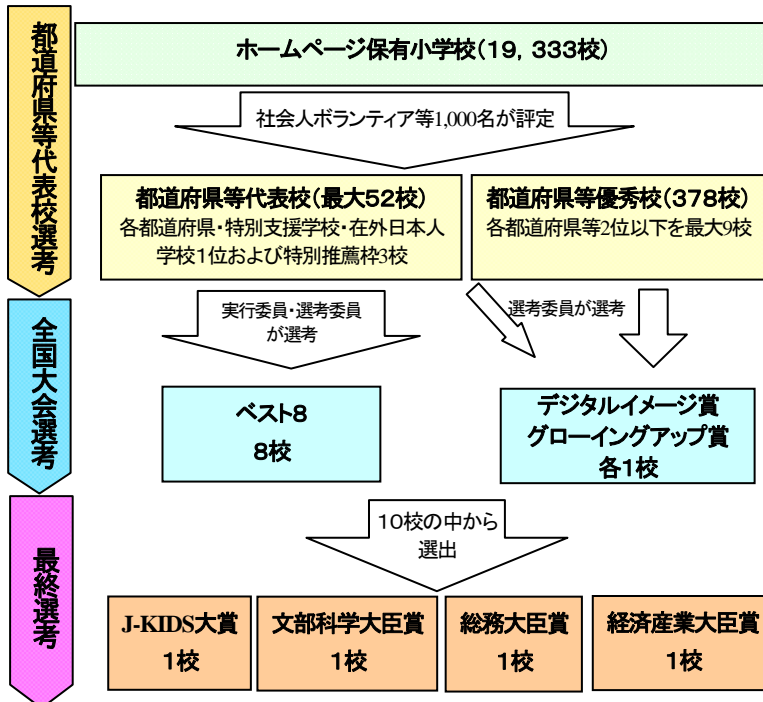 都道府県等代表校選考
ホームページ保有小学校(19,333校)
社会人ボランティア等1,000名が評定
都道府県等代表校(最大52校)
各都道府県・特別支援学校・在外日本人
学校1位および特別推薦枠3校
都道府県等優秀校(378校)
各都道府県等2位以下を最大9校
全国大会選考
実行委員・選考委員
が選考
選考委員が選考
ベスト8
8校
デジタルイメージ賞
グローイングアップ賞
各1校
最終選考
10校の中から
選出
J-KIDS大賞
1校
文部科学大臣賞
1校
総務大臣賞
1校
経済産業大臣賞
1校